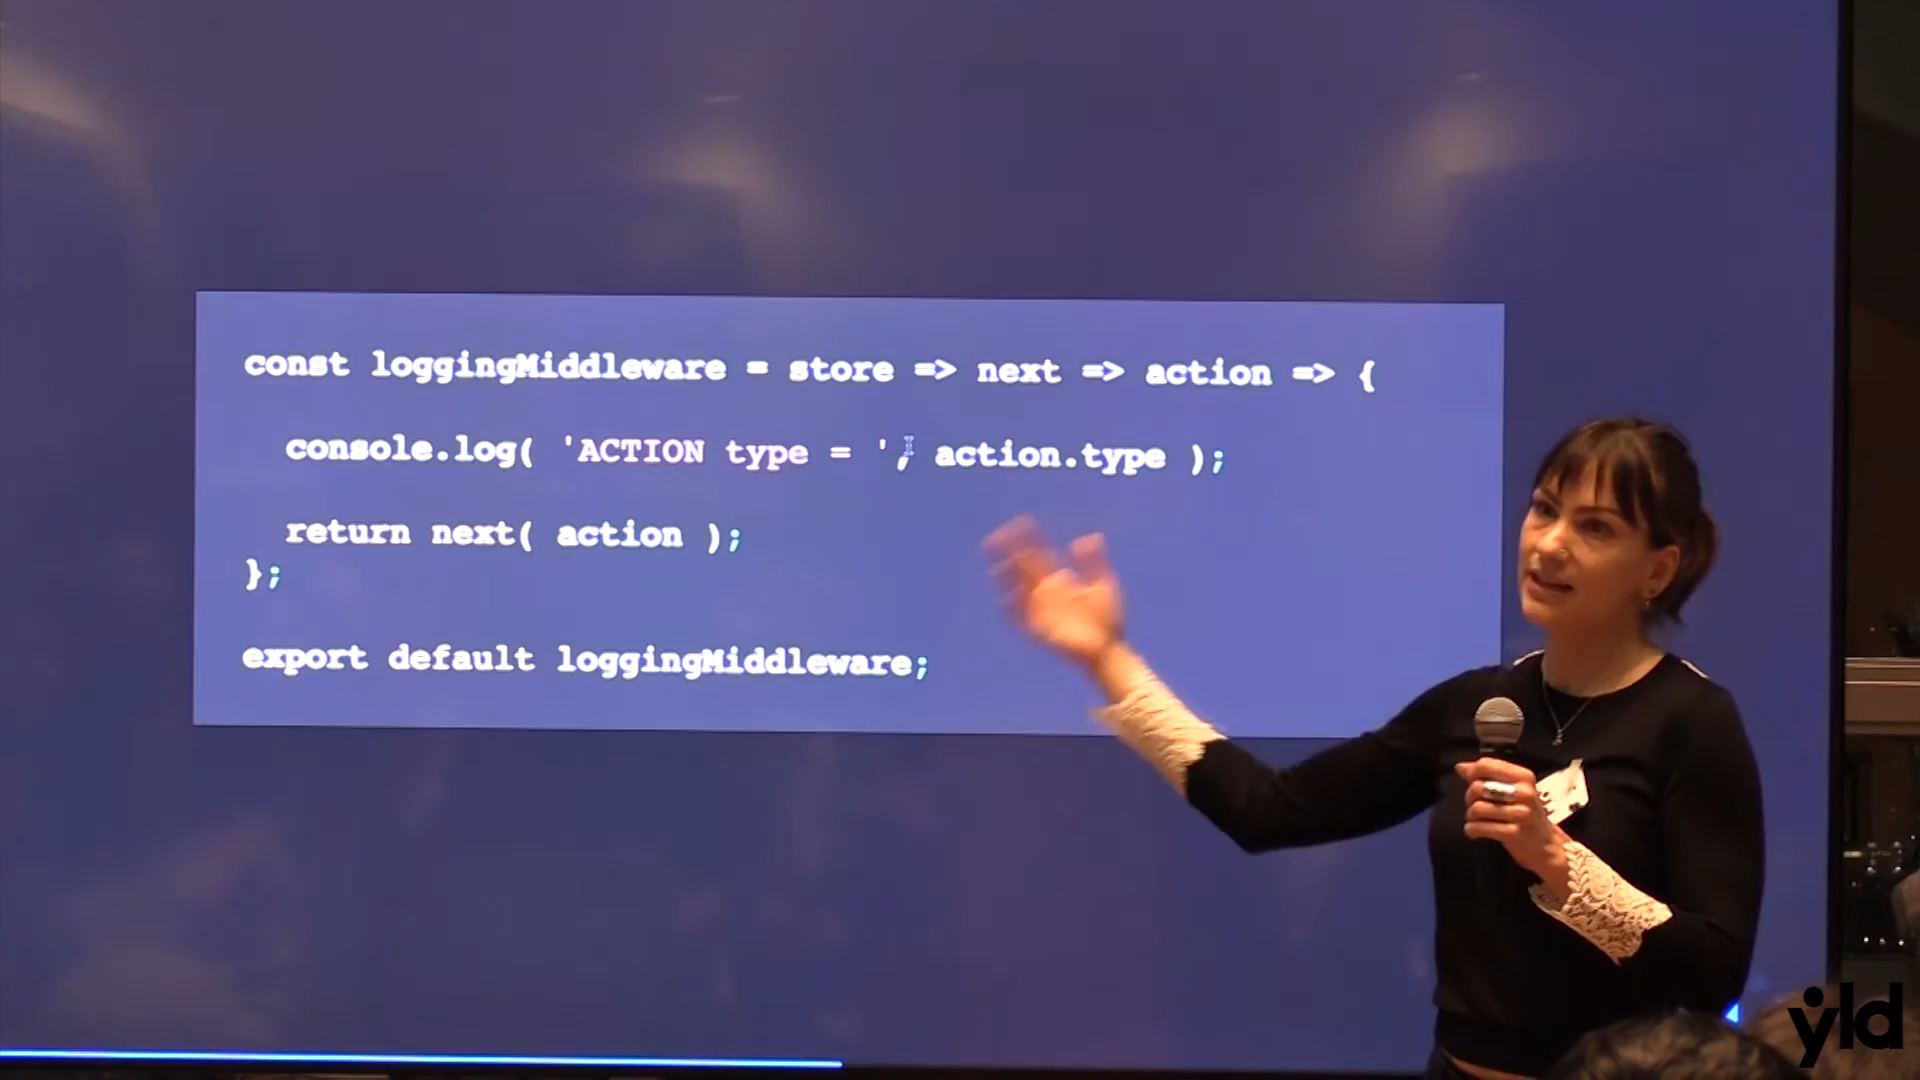 const loggingMiddleware = store => next => action => {
console.log( 'ACTION type = ', action.type );
return next( action );
};
export default loggingMiddleware;
yld